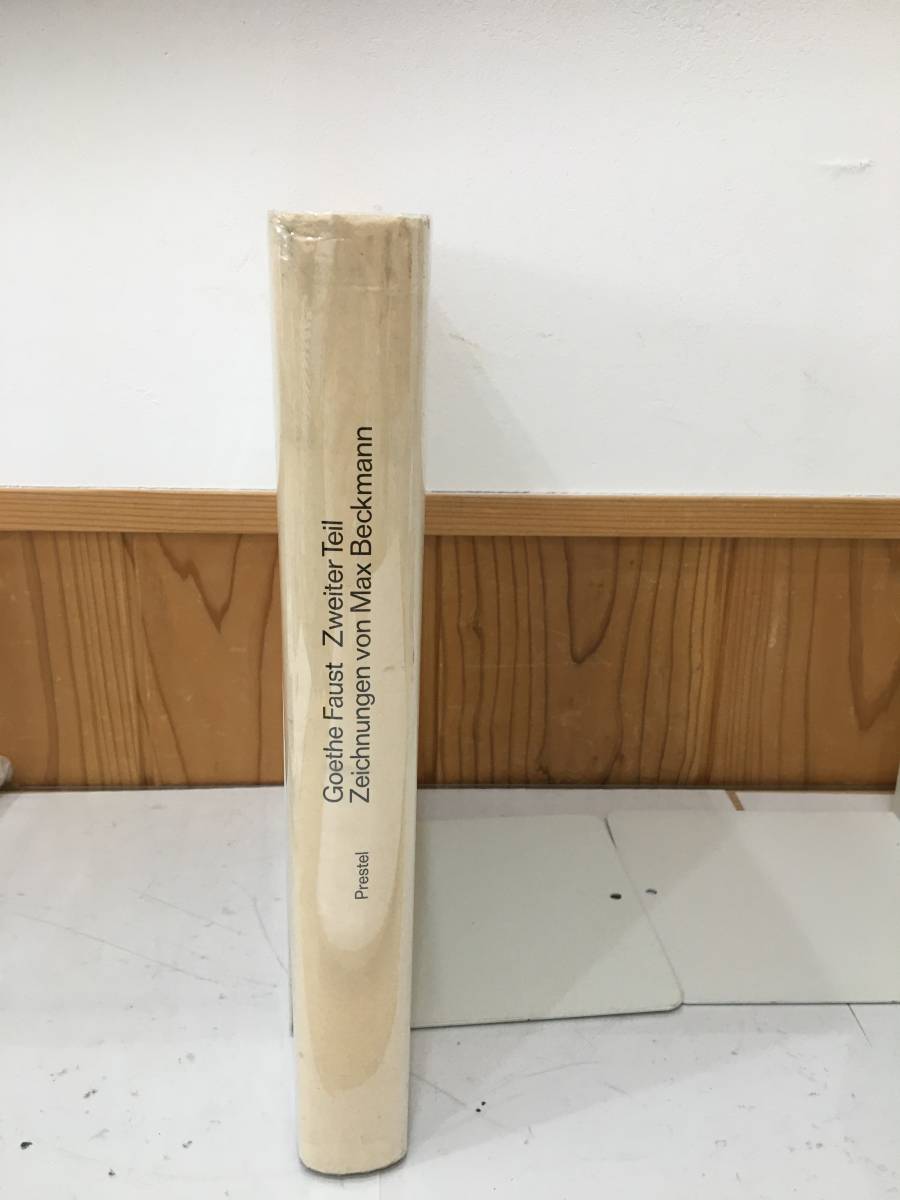 Goethe Faust Zweiter Teil
Zeichnungen von Max Beckmann
Prestel